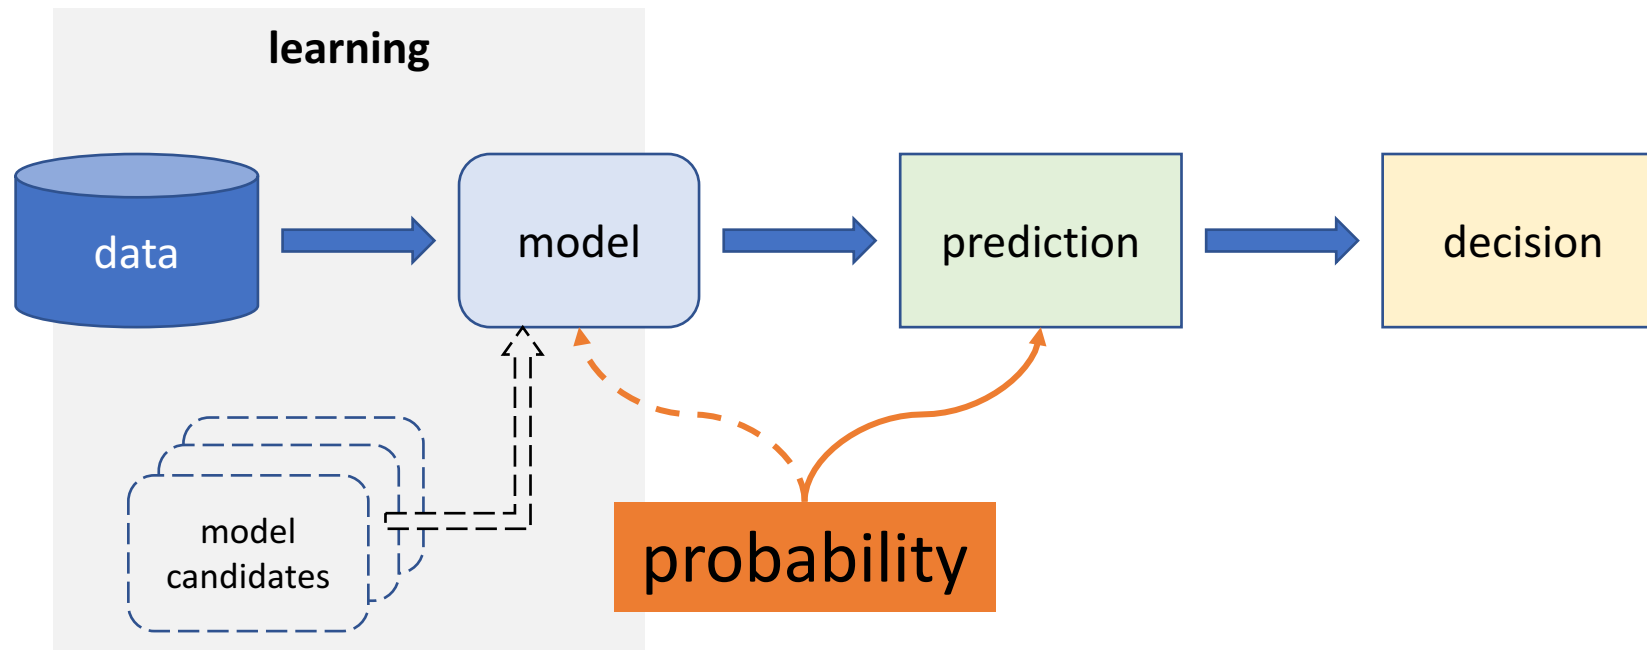 learning
data
model
prediction
decision
model
candidates
probability